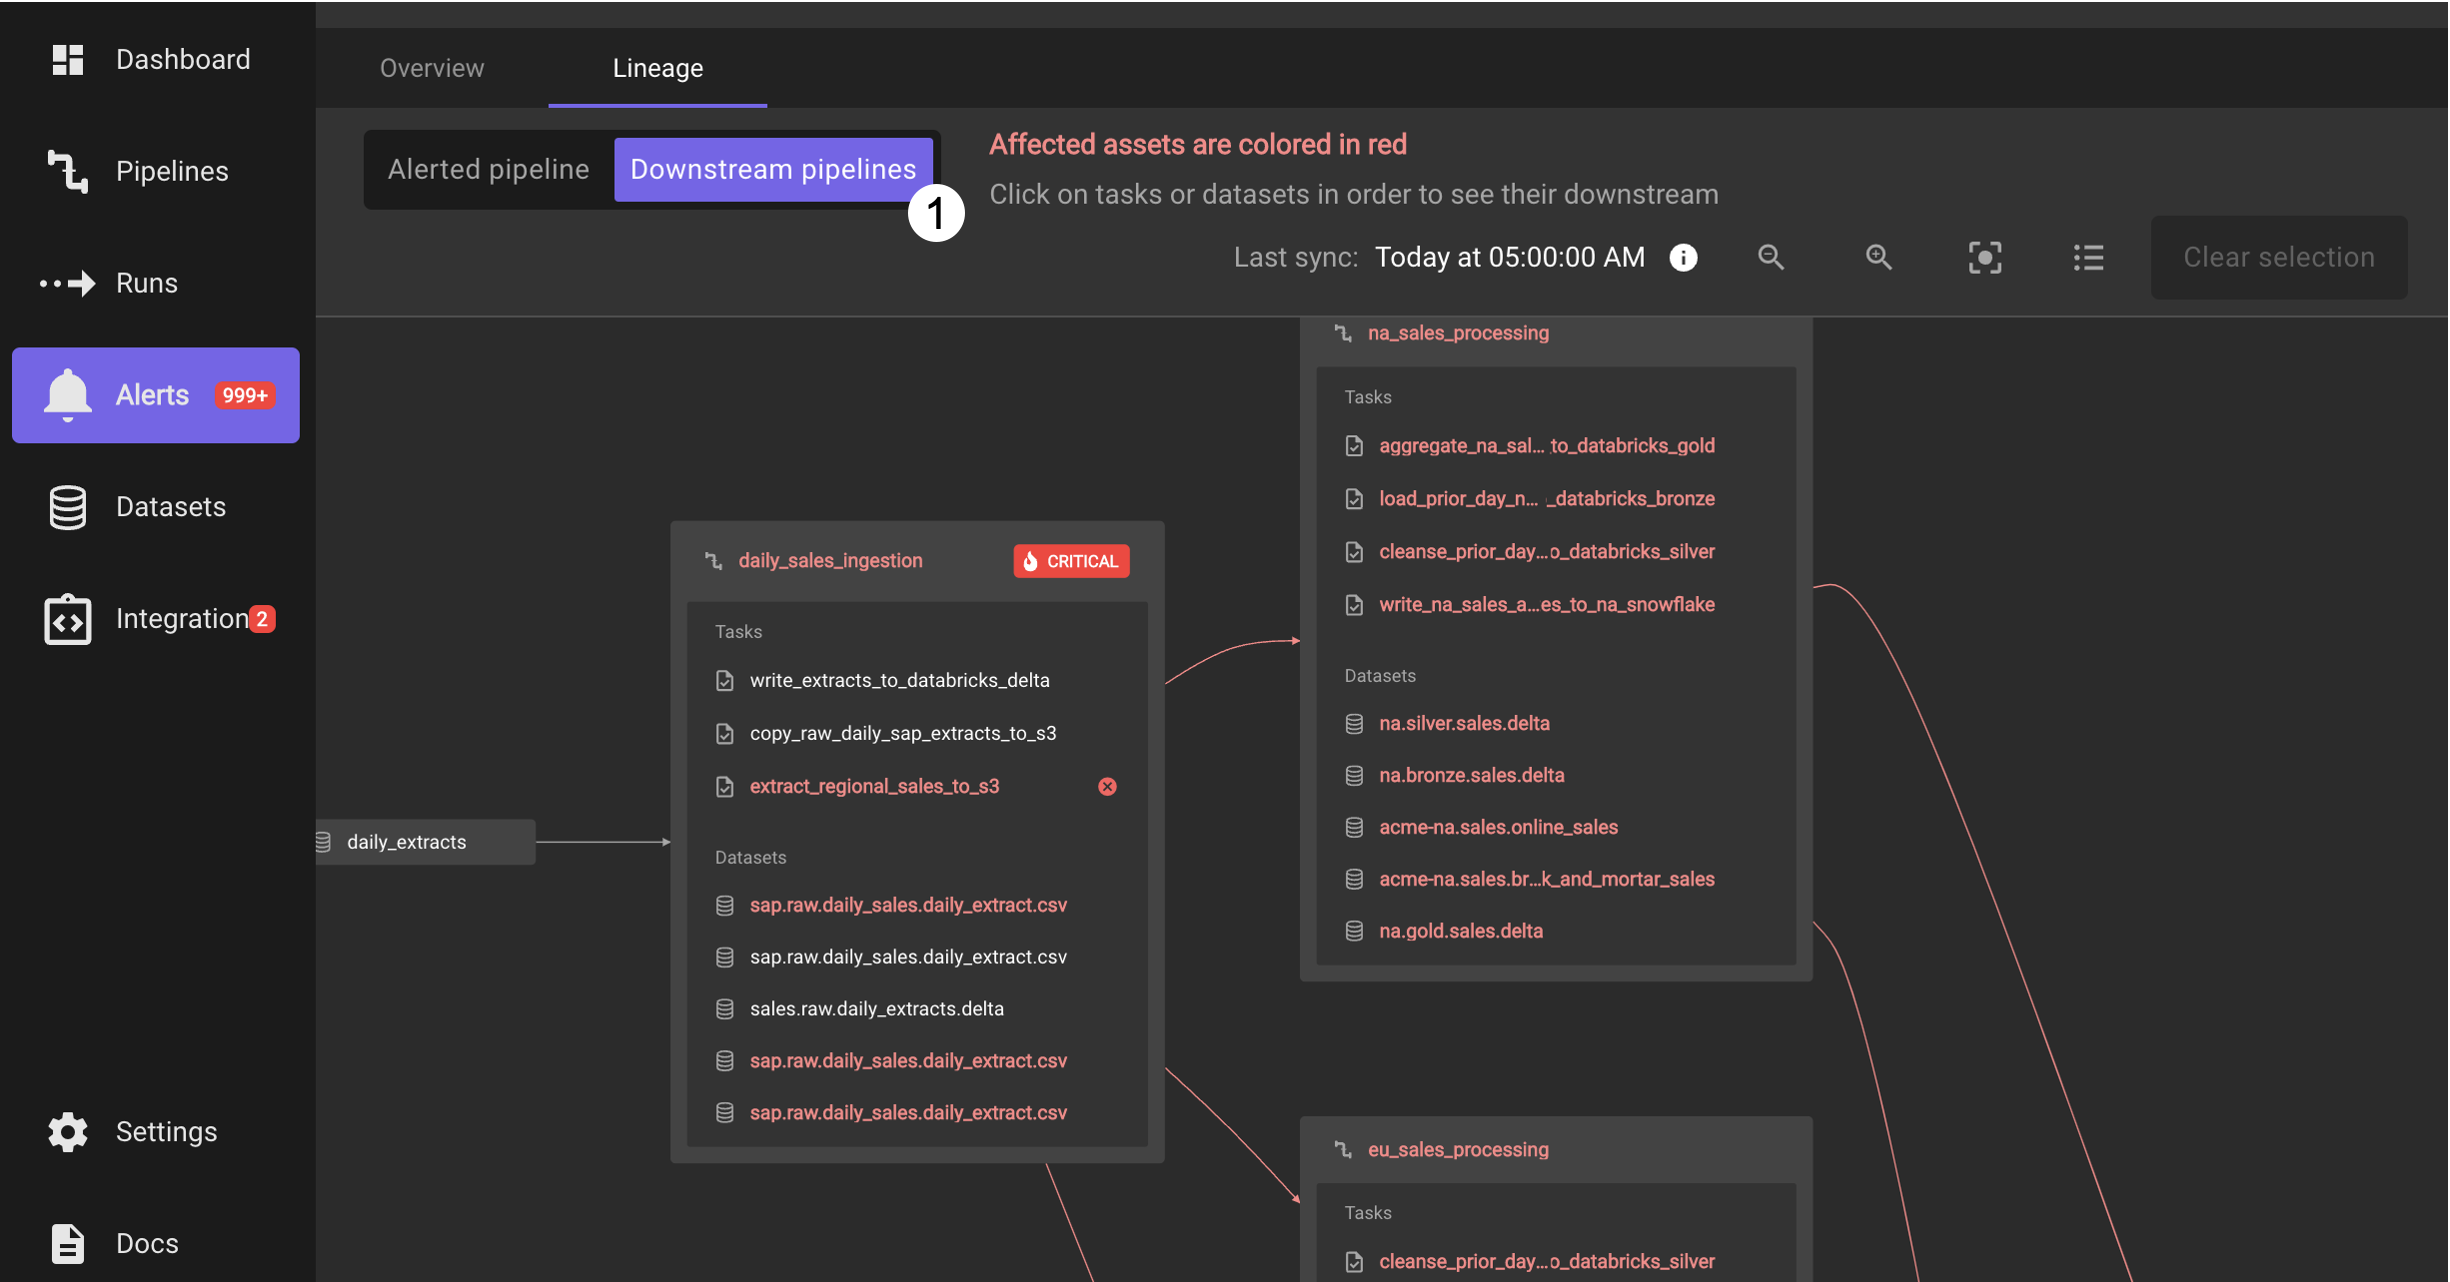 Dashboard
Pipelines
Runs
Alerts 999+
Datasets
Integration 2
Settings
Docs
Overview Lineage
Alerted pipeline Downstream pipelines
1
Affected assets are colored in red
Click on tasks or datasets in order to see their downstream
Last sync: Today at 05:00:00 AM
Clear selection
daily_extracts
daily_sales_ingestion CRITICAL
Tasks
write_extracts_to_databricks_delta
copy_raw_daily_sap_extracts_to_s3
extract_regional_sales_to_s3
Datasets
sap.raw.daily_sales.daily_extract.csv
sap.raw.daily_sales.daily_extract.csv
sales.raw.daily_extracts.delta
sap.raw.daily_sales.daily_extract.csv
sap.raw.daily_sales.daily_extract.csv
na_sales_processing
Tasks
aggregate_na_sal... to_databricks_gold
load_prior_day_n... _databricks_bronze
cleanse_prior_day...o_databricks_silver
write_na_sales_a...es_to_na_snowflake
Datasets
na.silver.sales.delta
na.bronze.sales.delta
acme-na.sales.online_sales
acme-na.sales.br...k_and_mortar_sales
na.gold.sales.delta
eu_sales_processing
Tasks
cleanse_prior_day...o_databricks_silver